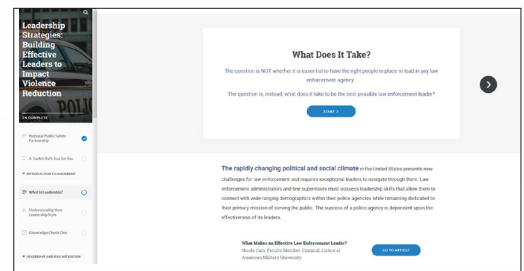 Leadership
Strategies:
Building
Effective
Leaders to
Impact
Violence
Reduction
POLIC
5% COMPLETE
National Public Safety
Partnership
A Toolkit Built Just for You
INTRODUCTION TO LEADERSHIP
What Is Leadership?
Understanding Your
Leadership Style
Knowledge Check One
LEADERSHIP AND RISK MITIGATION
What Does It Take?
The question is NOT whether it is essential to have the right people in place to lead in any law
enforcement agency.
The question is, instead, what does it take to be the best possible law enforcement leader?
START
The rapidly changing political and social climate in the United States presents new
challenges for law enforcement and requires exceptional leaders to navigate through them. Law
enforcement administrators and line supervisors must possess leadership skills that allow them to
connect with wide-ranging demographics within their police agencies while remaining dedicated to
their primary mission of serving the public. The success of a police agency is dependent upon the
effectiveness of its leaders.
What Makes an Effective Law Enforcement Leader?
Nicole Cain, Faculty Member, Criminal Justice at
American Military University
GO TO ARTICLE